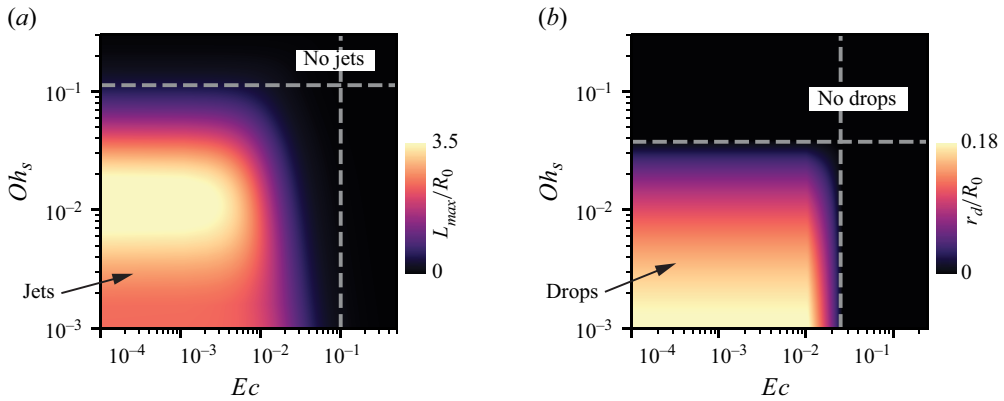 (a)
No jets
10⁻¹
Oh_s
10⁻²
10⁻³
Jets
10⁻⁴
10⁻³
10⁻²
10⁻¹
Ec
3.5
L_max/R_0
0
(b)
No drops
10⁻¹
Oh_s
10⁻²
10⁻³
Drops
10⁻⁴
10⁻³
10⁻²
10⁻¹
Ec
0.18
r_d/R_0
0